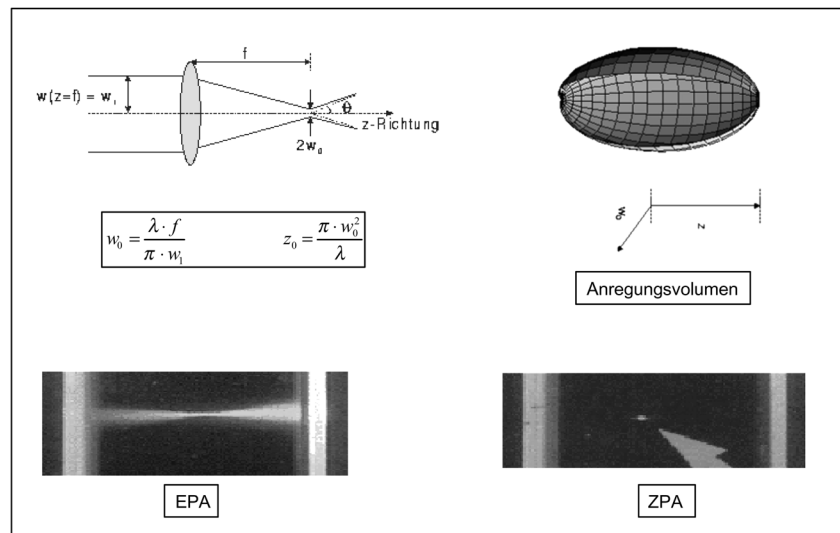 f
w(z=f) = w₁
θ
z-Richtung
2w₀
w₀ = λ · f / π · w₁
z₀ = π · w₀² / λ
w₀
z
Anregungsvolumen
EPA
ZPA